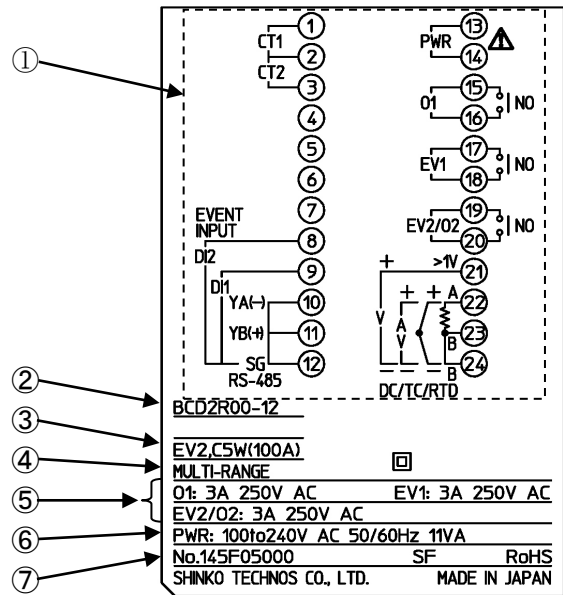 ①
CT1
CT2
1
2
3
4
5
6
7
8
9
10
11
12
EVENT
INPUT
DI2
DI1
YA(-)
YB(+)
SG
RS-485
PWR
13
14
O1
15
16
NO
EV1
17
18
NO
EV2/O2
19
20
NO
+ >1V 21
+ + A 22
V A V 23
B
B 24
DC/TC/RTD
② BCD2R00-12
③ EV2,C5W(100A)
④ MULTI-RANGE
⑤ O1: 3A 250V AC EV1: 3A 250V AC
EV2/O2: 3A 250V AC
⑥ PWR: 100to240V AC 50/60Hz 11VA
⑦ No.145F05000 SF RoHS
SHINKO TECHNOS CO., LTD. MADE IN JAPAN